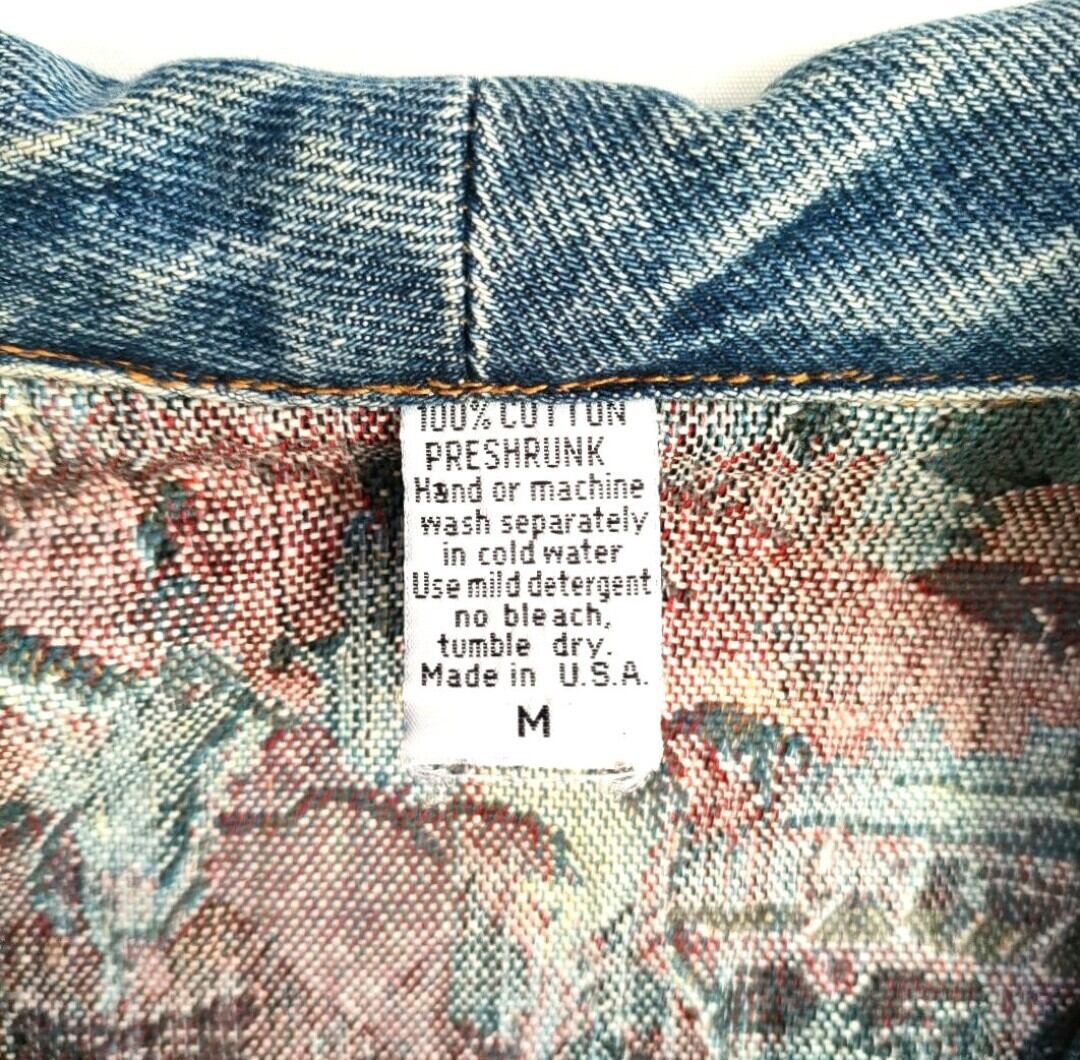 100% COTTON
PRESHRUNK
Hand or machine
wash separately
in cold water
Use mild detergent
no bleach,
tumble dry.
Made in U.S.A.
M